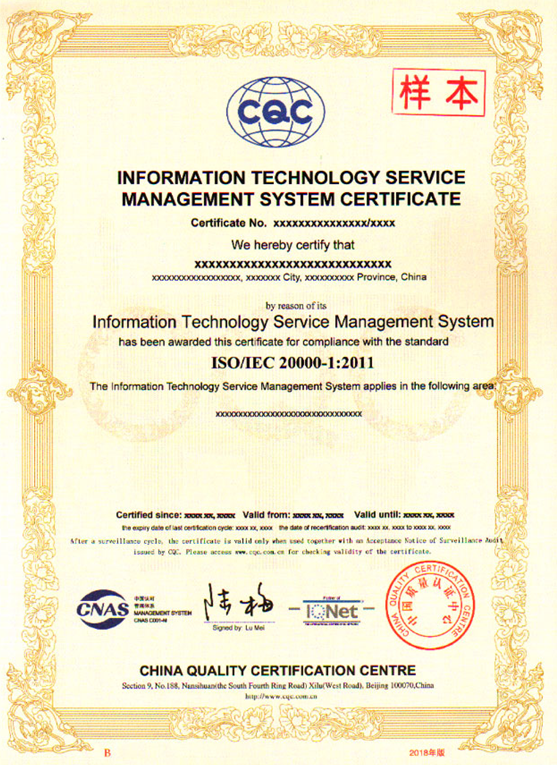 CQC
样本
INFORMATION TECHNOLOGY SERVICE
MANAGEMENT SYSTEM CERTIFICATE
Certificate No. xxxxxxxxxxxxxxx/xxxx
We hereby certify that
xxxxxxxxxxxxxxxxxxxxxxxxxxxx
xxxxxxxxxxxxxxxxxx, xxxxxxx City, xxxxxxxxxx Province, China
by reason of its
Information Technology Service Management System
has been awarded this certificate for compliance with the standard
ISO/IEC 20000-1:2011
The Information Technology Service Management System applies in the following area:
xxxxxxxxxxxxxxxxxxxxxxxxxxxxxxx
Certified since: xxxx xx, xxxx Valid from: xxxx xx, xxxx Valid until: xxxx xx, xxxx
the expiry date of last certification cycle: xxxx xx, xxxx the date of recertification audit: xxxx xx, xxxx to xxxx xx, xxxx
After a surveillance cycle, the certificate is valid only when used together with an Acceptance Notice of Surveillance Audit
issued by CQC. Please access www.cqc.com.cn for checking validity of the certificate.
CNAS
中国认可
管理体系
MANAGEMENT SYSTEM
CNAS C001-M
陆梅
Signed by: Lu Mei
Partner of
IQNet
CHINA QUALITY CERTIFICATION CENTRE
中国质量认证中心
CHINA QUALITY CERTIFICATION CENTRE
Section 9, No.188, Nansihuan(the South Fourth Ring Road) Xilu(West Road), Beijing 100070,China
http://www.cqc.com.cn
B
2018年版